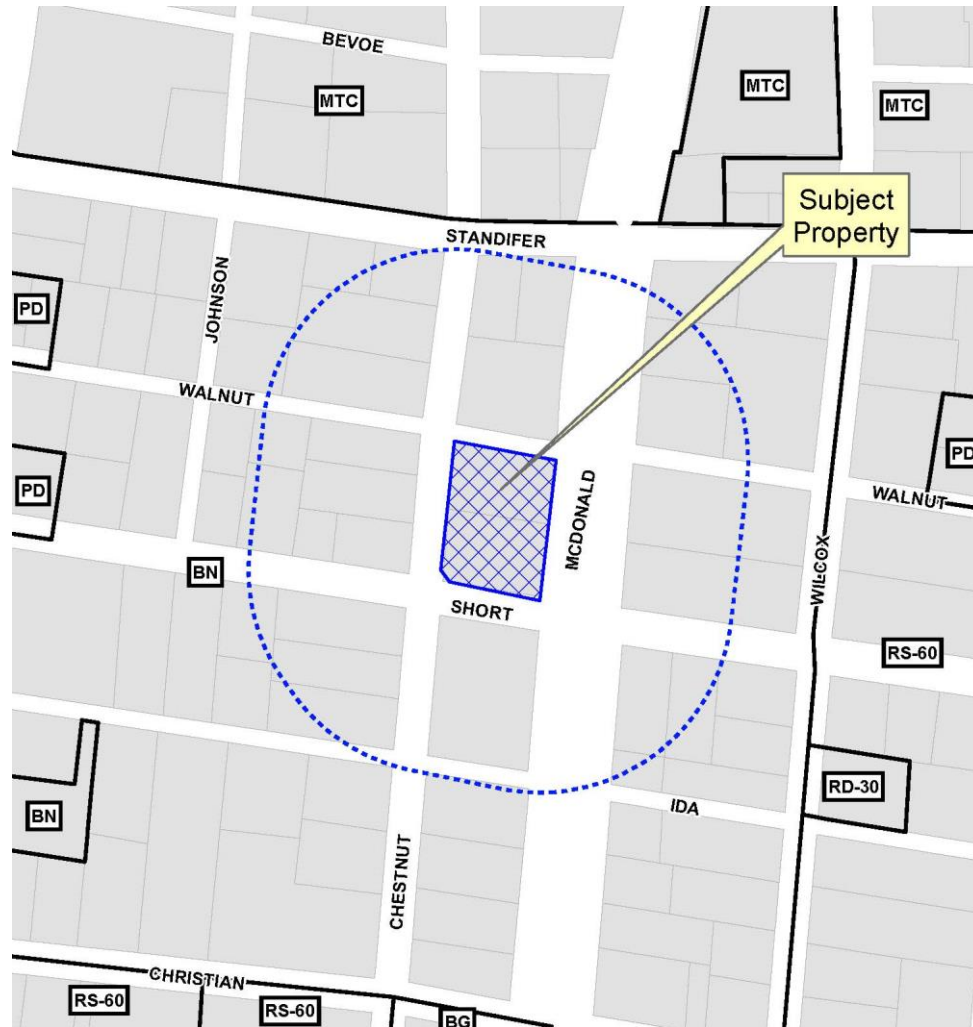 BEVOE
MTC
MTC
MTC
Subject
Property
STANDIFER
JOHNSON
PD
WALNUT
PD
PD
WALNUT
MCDONALD
WILCOX
BN
SHORT
RS-60
BN
RD-30
IDA
CHESTNUT
CHRISTIAN
RS-60
RS-60
BG